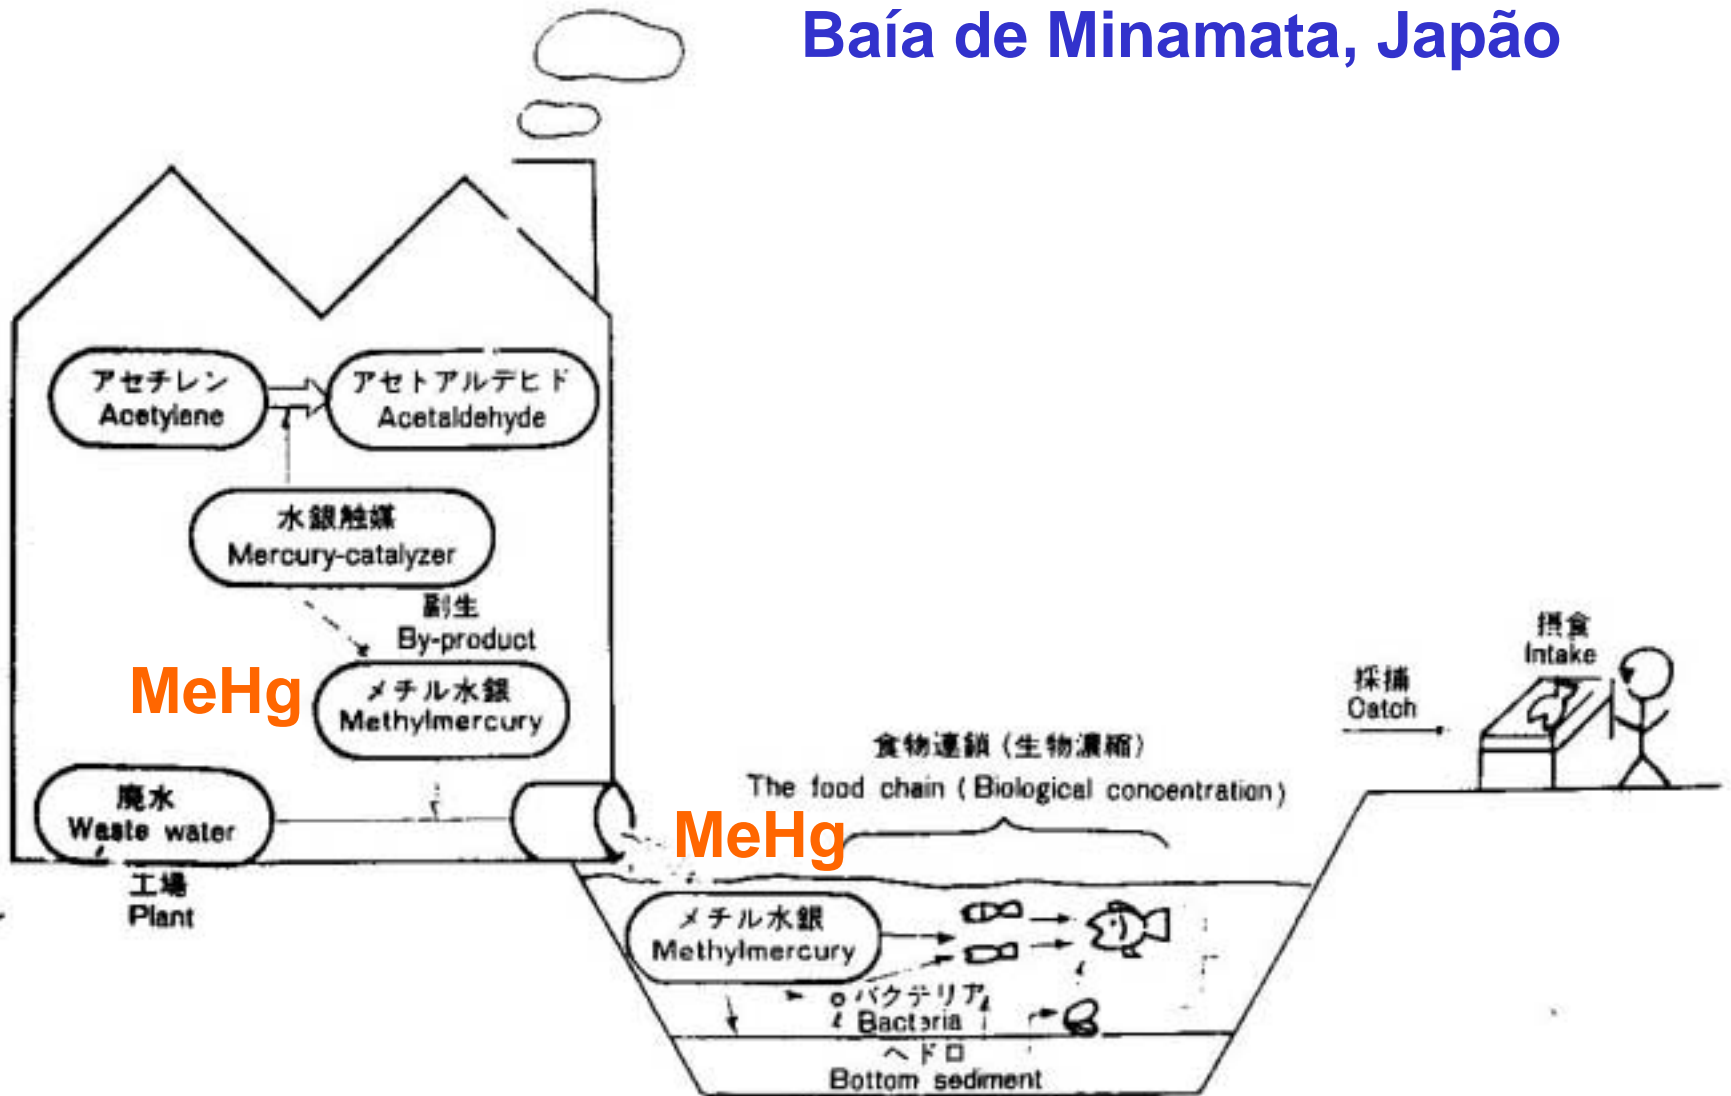 Baía de Minamata, Japão
アセチレン
Acetylene
アセトアルデヒド
Acetaldehyde
水銀触媒
Mercury-catalyzer
副生
By-product
MeHg
メチル水銀
Methylmercury
廃水
Waste water
工場
Plant
MeHg
食物連鎖(生物濃縮)
The food chain (Biological concentration)
メチル水銀
Methylmercury
バクテリア
Bacteria
ヘドロ
Bottom sediment
採捕
Catch
摂食
Intake